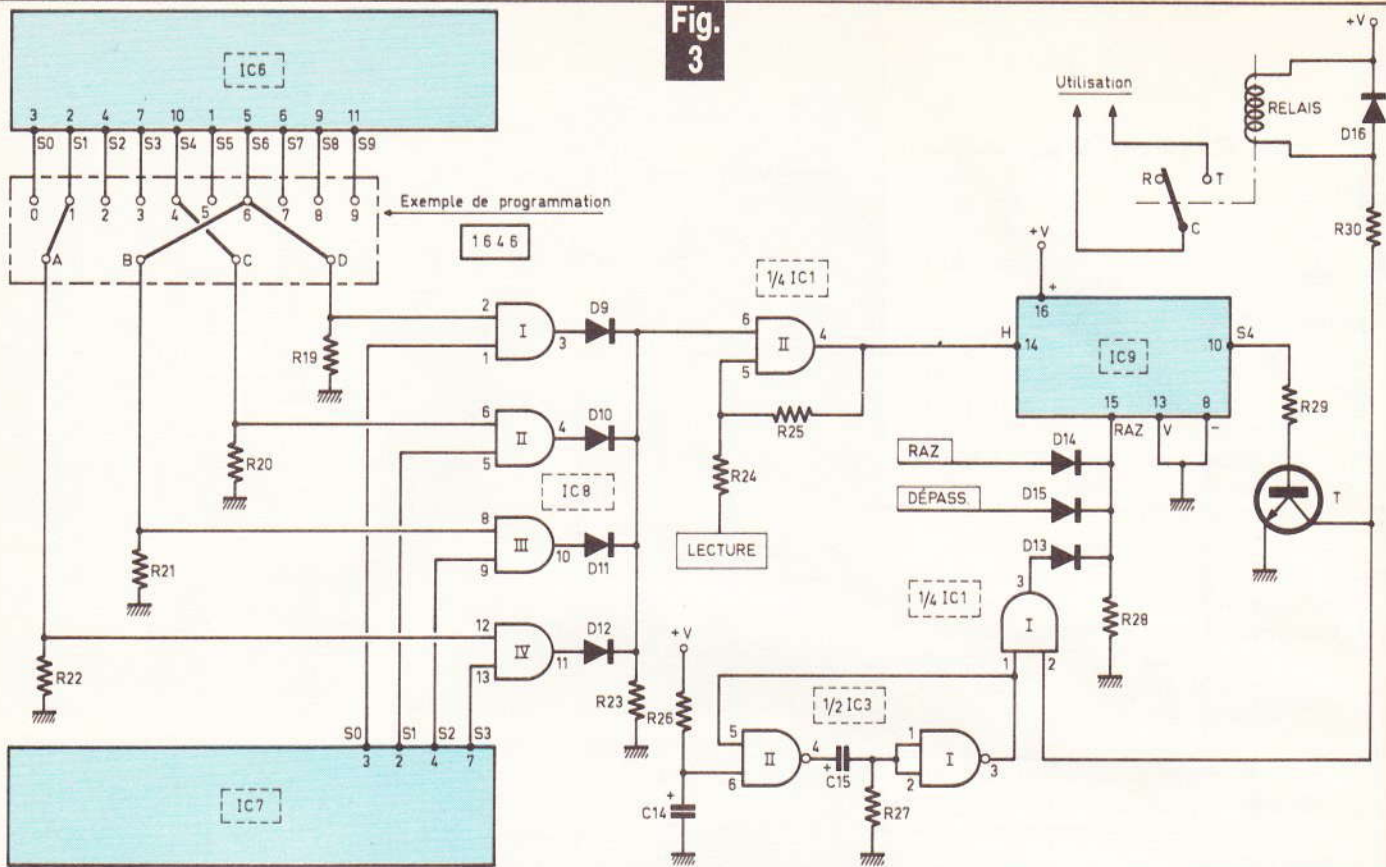 Fig.
3
IC6
3 2 4 7 10 1 5 6 9 11
S0 S1 S2 S3 S4 S5 S6 S7 S8 S9
0 1 2 3 4 5 6 7 8 9
A B C D
Exemple de programmation
1646
R19
R20
R21
R22
2
1
I
3
D9
6
5
II
4
D10
IC8
8
9
III
10
D11
12
13
IV
11
D12
R23
S0 S1 S2 S3
3 2 4 7
IC7
1/4 IC1
6
5
II
4
R25
R24
LECTURE
+V
Utilisation
R T
C
RELAIS
+V
D16
R30
+
16
H
14
IC9
10
S4
15 13 8
RAZ V -
R29
T
RAZ
D14
DÉPASS.
D15
D13
3
1/4 IC1
I
1 2
R28
+V
R26
+
C14
1/2 IC3
5
6
II
4
+
C15
R27
1
2
I
3